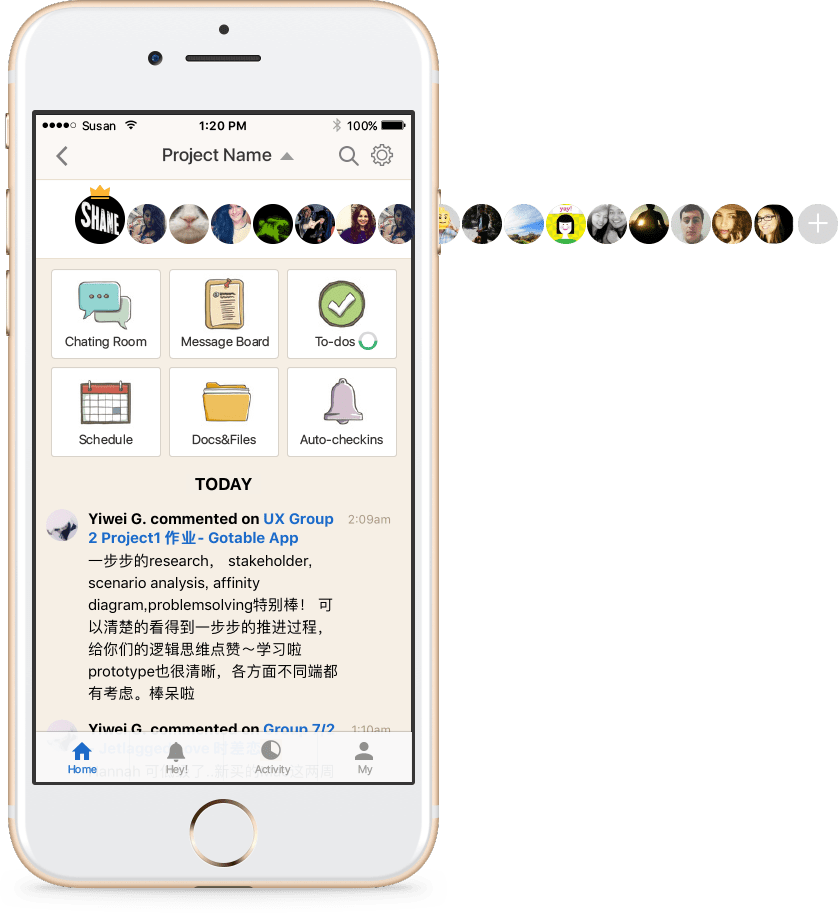 Susan 1:20 PM 100%
Project Name
SHANE
yay!
Chating Room Message Board To-dos
Schedule Docs&Files Auto-checkins
TODAY
Yiwei G. commented on UX Group 2:09am
2 Project1 作业- Gotable App
一步步的research， stakeholder,
scenario analysis, affinity
diagram,problemsolving特别棒！ 可
以清楚的看得到一步步的推进过程，
给你们的逻辑思维点赞～学习啦
prototype也很清晰，各方面不同端都
有考虑。棒呆啦
Yiwei G. commented on Group 7/2 1:10am
Home Hey! Activity My